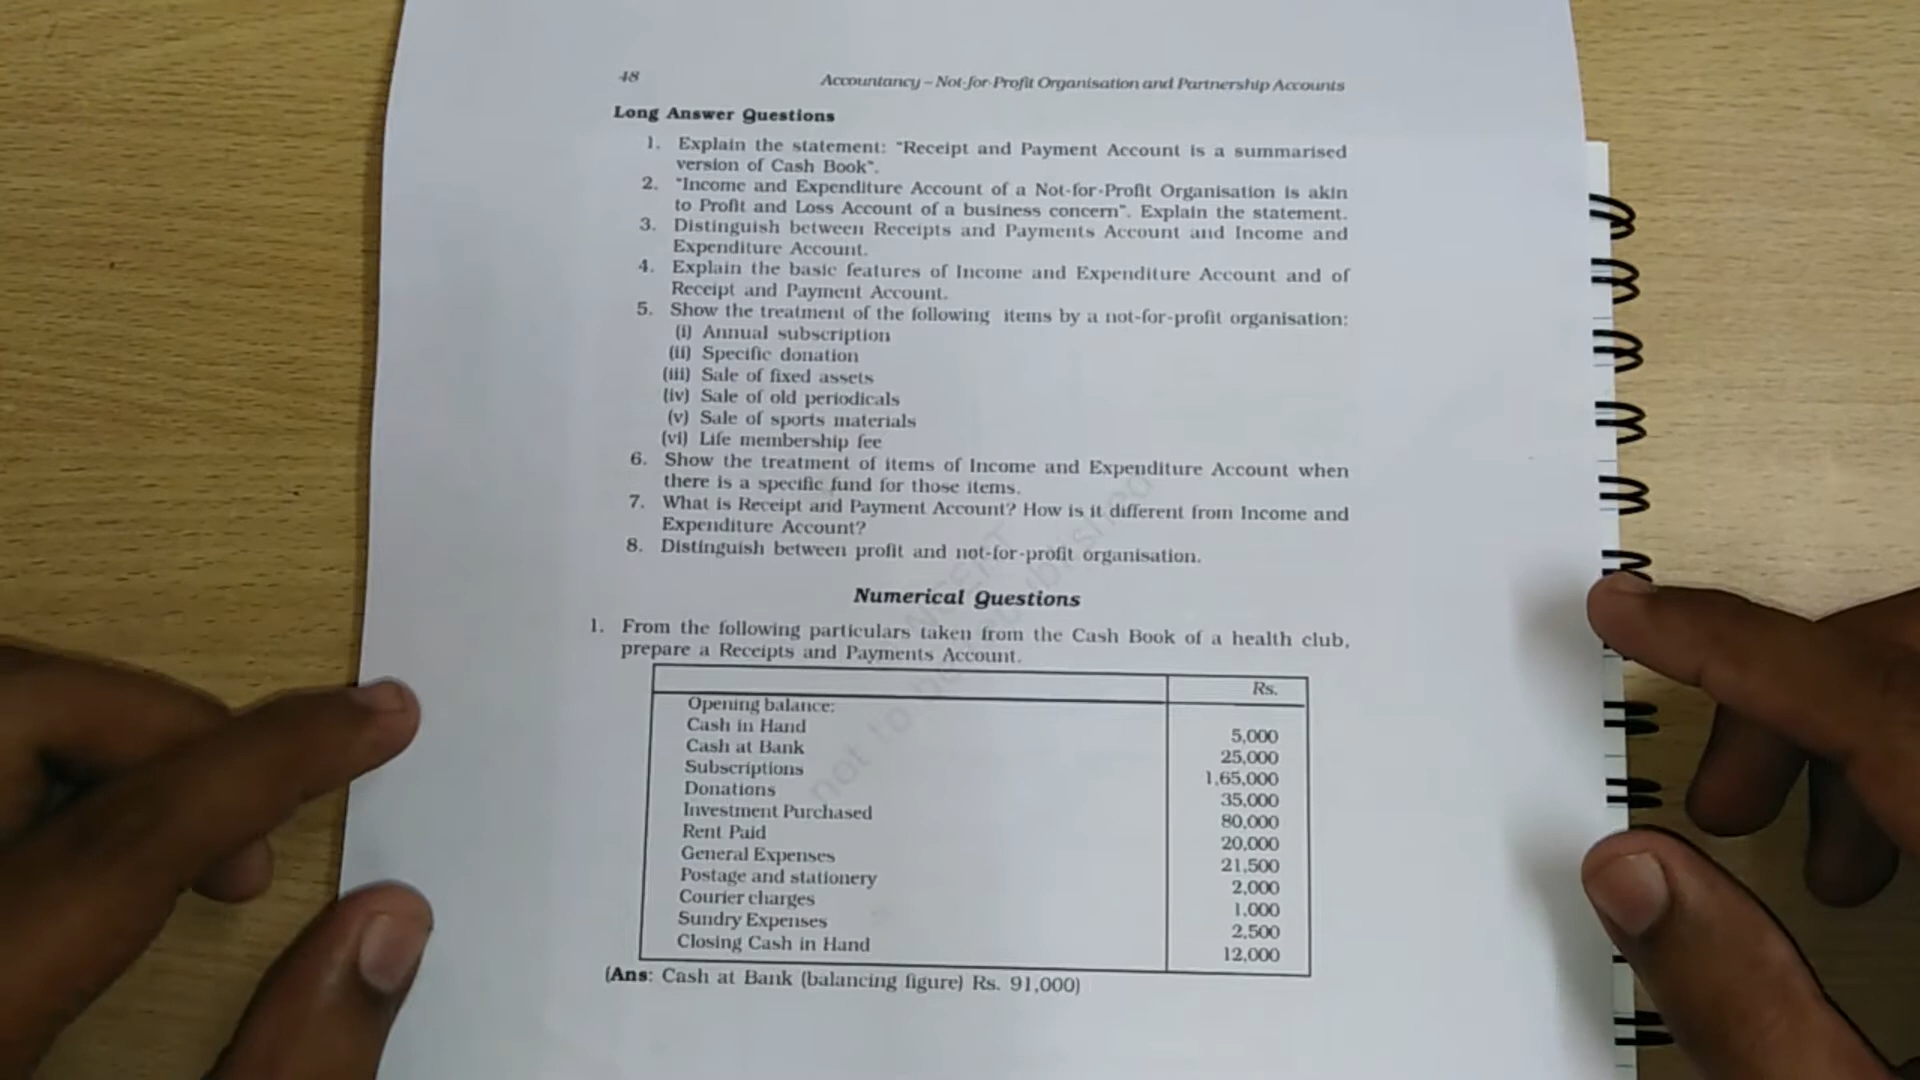 48
Accountancy – Not-for-Profit Organisation and Partnership Accounts
Long Answer Questions
1. Explain the statement: "Receipt and Payment Account is a summarised
version of Cash Book".
2. "Income and Expenditure Account of a Not-for-Profit Organisation is akin
to Profit and Loss Account of a business concern". Explain the statement.
3. Distinguish between Receipts and Payments Account and Income and
Expenditure Account.
4. Explain the basic features of Income and Expenditure Account and of
Receipt and Payment Account.
5. Show the treatment of the following items by a not-for-profit organisation:
(i) Annual subscription
(ii) Specific donation
(iii) Sale of fixed assets
(iv) Sale of old periodicals
(v) Sale of sports materials
(vi) Life membership fee
6. Show the treatment of items of Income and Expenditure Account when
there is a specific fund for those items.
7. What is Receipt and Payment Account? How is it different from Income and
Expenditure Account?
8. Distinguish between profit and not-for-profit organisation.
Numerical Questions
1. From the following particulars taken from the Cash Book of a health club,
prepare a Receipts and Payments Account.
Rs.
Opening balance:
Cash in Hand 5,000
Cash at Bank 25,000
Subscriptions 1,65,000
Donations 35,000
Investment Purchased 80,000
Rent Paid 20,000
General Expenses 21,500
Postage and stationery 2,000
Courier charges 1,000
Sundry Expenses 2,500
Closing Cash in Hand 12,000
(Ans: Cash at Bank (balancing figure) Rs. 91,000)
NCERT
not to be published